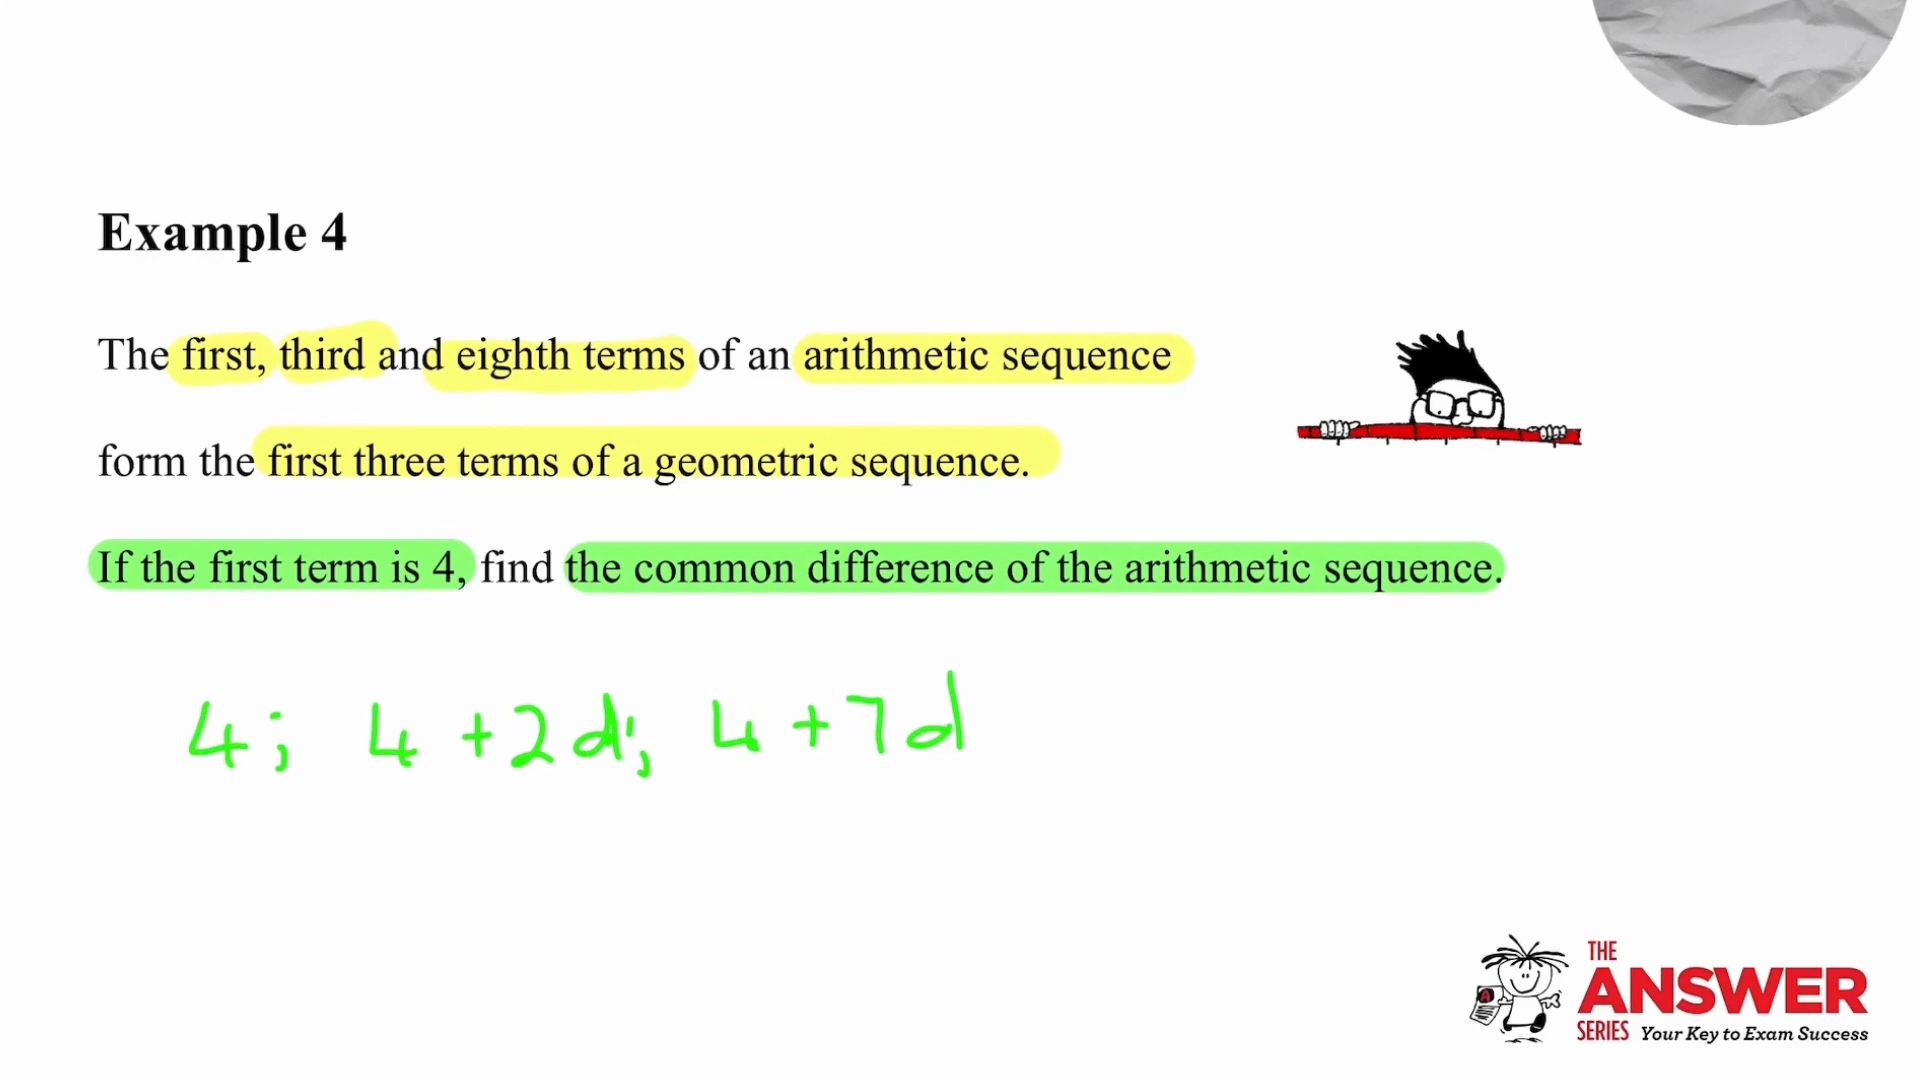 Example 4
The first, third and eighth terms of an arithmetic sequence
form the first three terms of a geometric sequence.
If the first term is 4, find the common difference of the arithmetic sequence.
4; 4 + 2d; 4 + 7d
THE
ANSWER
SERIES Your Key to Exam Success